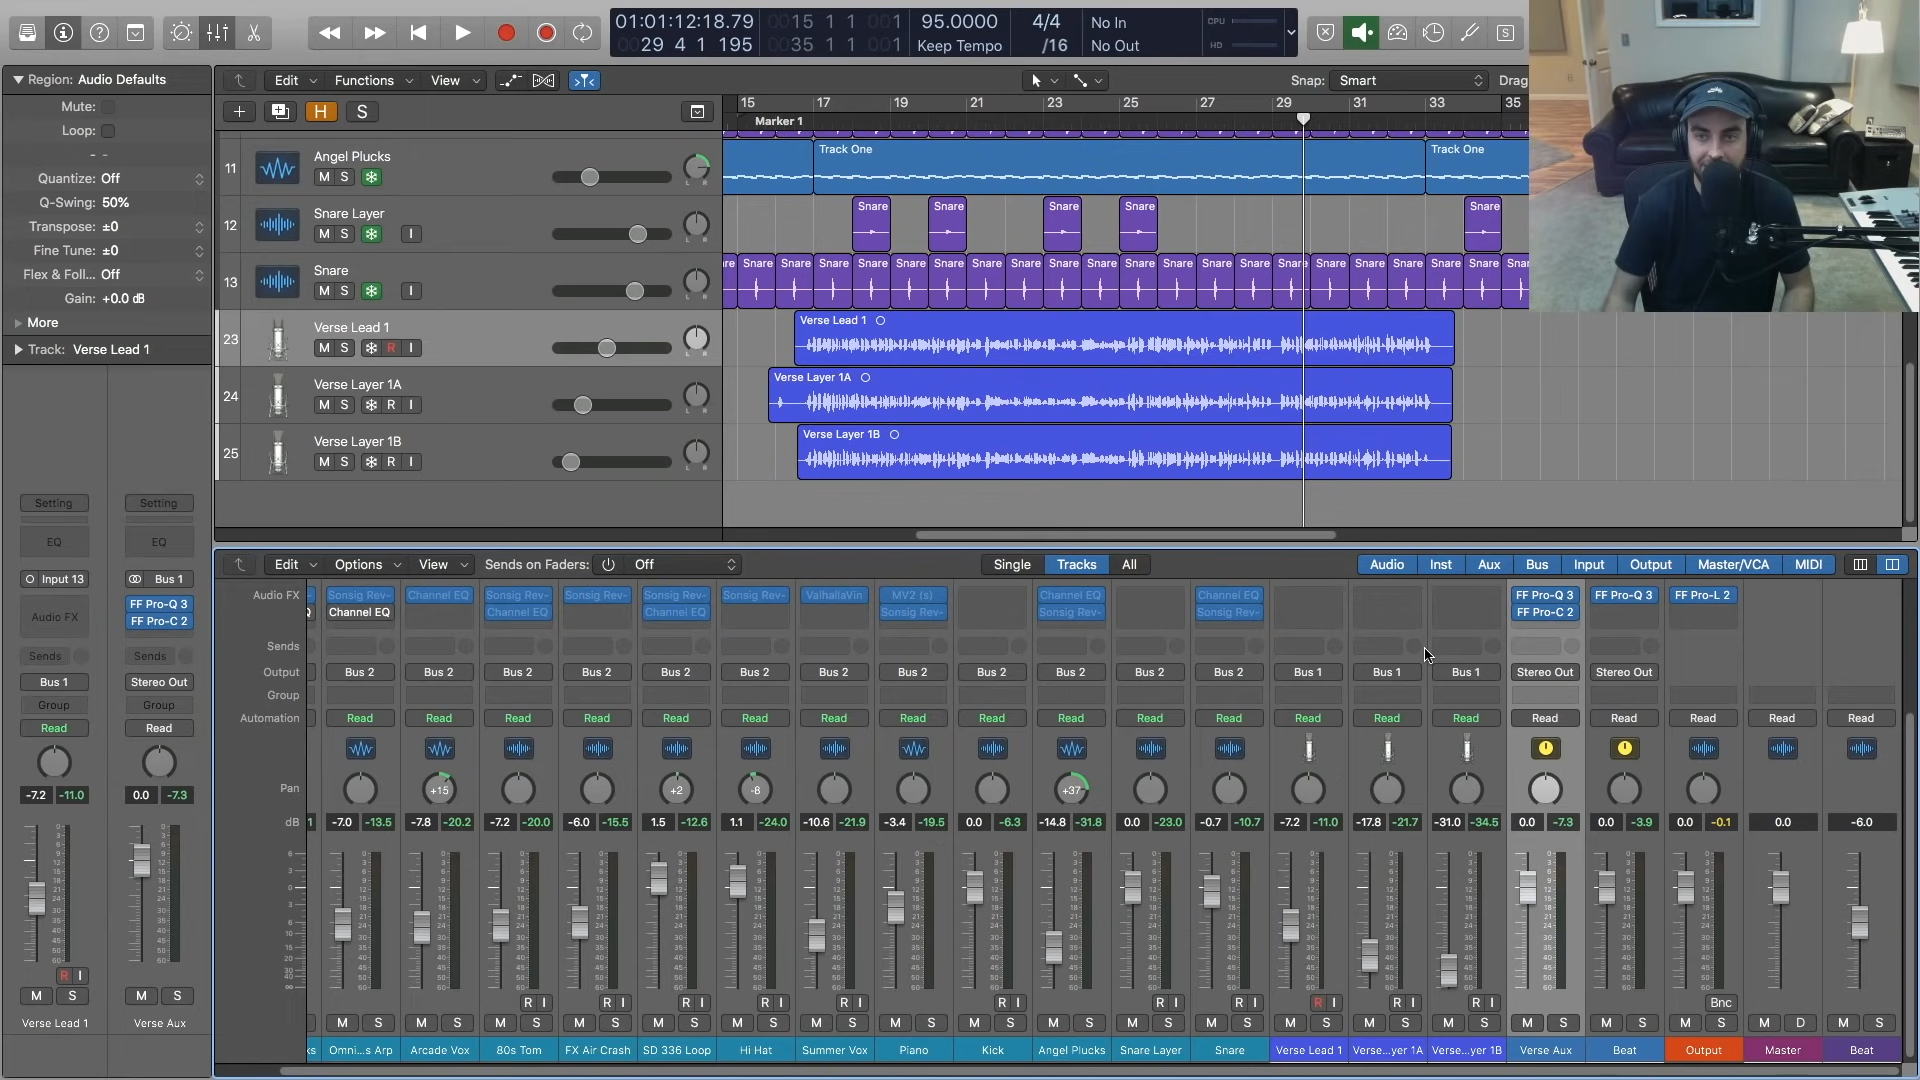 01:01:12:18.79
0029 4 1 195
0015 1 1 001
0035 1 1 001
95.0000
Keep Tempo
4/4
/16
No In
No Out
CPU
HD
S
Region: Audio Defaults
Mute:
Loop:
Quantize: Off
Q-Swing: 50%
Transpose: ±0
Fine Tune: ±0
Flex & Foll... Off
Gain: +0.0 dB
More
Track: Verse Lead 1
Edit Functions View
Snap: Smart
Drag
H S
15 17 19 21 23 25 27 29 31 33 35
Marker 1
11 Angel Plucks
M S
Track One
Track One
12 Snare Layer
M S I
Snare Snare Snare Snare Snare
13 Snare
M S I
Snare Snare Snare Snare Snare Snare Snare Snare Snare Snare Snare Snare Snare Snare Snare Snare Snare Snare Snare Snare
23 Verse Lead 1
M S R I
Verse Lead 1
24 Verse Layer 1A
M S R I
Verse Layer 1A
25 Verse Layer 1B
M S R I
Verse Layer 1B
Setting Setting
EQ EQ
Input 13 Bus 1
Audio FX FF Pro-Q 3
FF Pro-C 2
Sends Sends
Bus 1 Stereo Out
Group Group
Read Read
-7.2 -11.0 0.0 -7.3
R I
M S M S
Verse Lead 1 Verse Aux
Edit Options View Sends on Faders: Off
Single Tracks All
Audio Inst Aux Bus Input Output Master/VCA MIDI
Audio FX Sonsig Rev- Channel EQ Sonsig Rev- Sonsig Rev- Sonsig Rev- Sonsig Rev- ValhallaVin MV2 (s) Channel EQ Channel EQ FF Pro-Q 3 FF Pro-Q 3 FF Pro-L 2
Channel EQ Channel EQ Channel EQ Sonsig Rev- Sonsig Rev- Sonsig Rev- FF Pro-C 2
Sends
Output Bus 2 Bus 2 Bus 2 Bus 2 Bus 2 Bus 2 Bus 2 Bus 2 Bus 2 Bus 2 Bus 2 Bus 2 Bus 1 Bus 1 Bus 1 Stereo Out Stereo Out
Group
Automation Read Read Read Read Read Read Read Read Read Read Read Read Read Read Read Read Read Read Read Read
Pan +15 +2 -8 +37
dB -7.0 -13.5 -7.8 -20.2 -7.2 -20.0 -6.0 -15.5 1.5 -12.6 1.1 -24.0 -10.6 -21.9 -3.4 -19.5 0.0 -6.3 -14.8 -31.8 0.0 -23.0 -0.7 -10.7 -7.2 -11.0 -17.8 -21.7 -31.0 -34.5 0.0 -7.3 0.0 -3.9 0.0 -0.1 0.0 -6.0
R I R I R I R I R I R I R I R I R I R I R I Bnc
M S M S M S M S M S M S M S M S M S M S M S M S M S M S M S M S M S M S M D M S
Omni...s Arp Arcade Vox 80s Tom FX Air Crash SD 336 Loop Hi Hat Summer Vox Piano Kick Angel Plucks Snare Layer Snare Verse Lead 1 Verse...yer 1A Verse...yer 1B Verse Aux Beat Output Master Beat